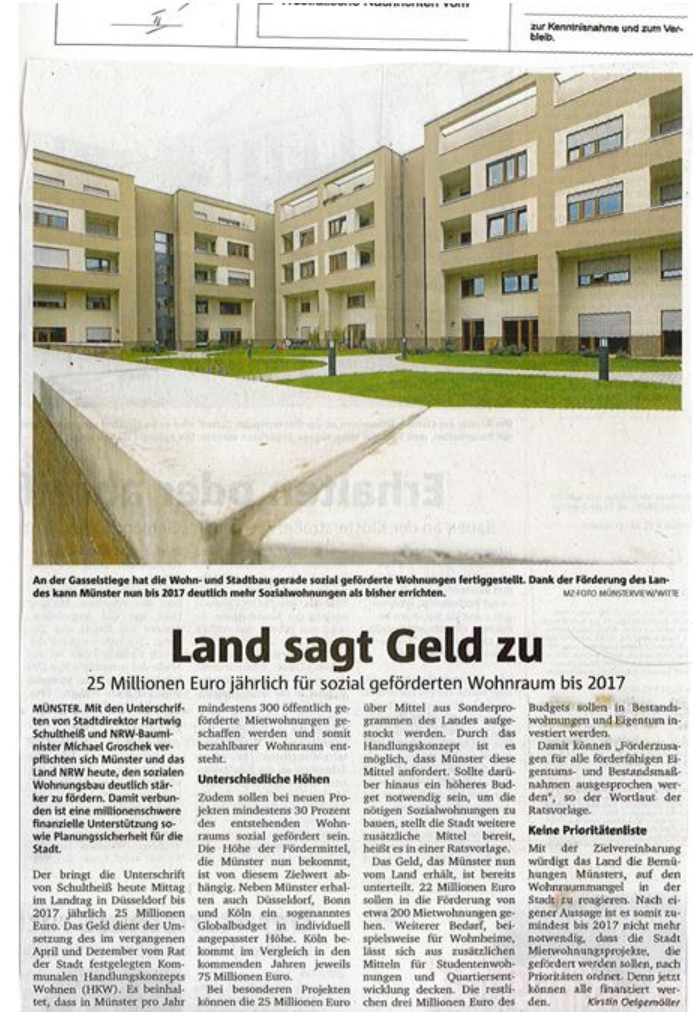 II
zur Kenntnisnahme und zum Ver-
bleib.
An der Gasselstiege hat die Wohn- und Stadtbau gerade sozial geförderte Wohnungen fertiggestellt. Dank der Förderung des Lan-
des kann Münster nun bis 2017 deutlich mehr Sozialwohnungen als bisher errichten.
MZ-FOTO MÜNSTERVIEW/WITTE
Land sagt Geld zu
25 Millionen Euro jährlich für sozial geförderten Wohnraum bis 2017
MÜNSTER. Mit den Unterschrif-
ten von Stadtdirektor Hartwig
Schultheiß und NRW-Baumi-
nister Michael Groschek ver-
pflichten sich Münster und das
Land NRW heute, den sozialen
Wohnungsbau deutlich stär-
ker zu fördern. Damit verbun-
den ist eine millionenschwere
finanzielle Unterstützung so-
wie Planungssicherheit für die
Stadt.
Der bringt die Unterschrift
von Schultheiß heute Mittag
im Landtag in Düsseldorf bis
2017 jährlich 25 Millionen
Euro. Das Geld dient der Um-
setzung des im vergangenen
April und Dezember vom Rat
der Stadt festgelegten Kom-
munalen Handlungskonzepts
Wohnen (HKW). Es beinhal-
tet, dass in Münster pro Jahr
mindestens 300 öffentlich ge-
förderte Mietwohnungen ge-
schaffen werden und somit
bezahlbarer Wohnraum ent-
steht.
Unterschiedliche Höhen
Zudem sollen bei neuen Pro-
jekten mindestens 30 Prozent
des entstehenden Wohn-
raums sozial gefördert sein.
Die Höhe der Fördermittel,
die Münster nun bekommt,
ist von diesem Zielwert ab-
hängig. Neben Münster erhal-
ten auch Düsseldorf, Bonn
und Köln ein sogenanntes
Globalbudget in individuell
angepasster Höhe. Köln be-
kommt im Vergleich in den
kommenden Jahren jeweils
75 Millionen Euro.
Bei besonderen Projekten
können die 25 Millionen Euro
über Mittel aus Sonderpro-
grammen des Landes aufge-
stockt werden. Durch das
Handlungskonzept ist es
möglich, dass Münster diese
Mittel anfordert. Sollte darü-
ber hinaus ein höheres Bud-
get notwendig sein, um die
nötigen Sozialwohnungen zu
bauen, stellt die Stadt weitere
zusätzliche Mittel bereit,
heißt es in einer Ratsvorlage.
Das Geld, das Münster nun
vom Land erhält, ist bereits
unterteilt. 22 Millionen Euro
sollen in die Förderung von
etwa 200 Mietwohnungen ge-
hen. Weiterer Bedarf, bei-
spielsweise für Wohnheime,
lässt sich aus zusätzlichen
Mitteln für Studentenwoh-
nungen und Quartiersent-
wicklung decken. Die restli-
chen drei Millionen Euro des
Budgets sollen in Bestands-
wohnungen und Eigentum in-
vestiert werden.
Damit können „Förderzusa-
gen für alle förderfähigen Ei-
gentums- und Bestandsmaß-
nahmen ausgesprochen wer-
den“, so der Wortlaut der
Ratsvorlage.
Keine Prioritätenliste
Mit der Zielvereinbarung
würdigt das Land die Bemü-
hungen Münsters, auf den
Wohnraummangel in der
Stadt zu reagieren. Nach ei-
gener Aussage ist es somit zu-
mindest bis 2017 nicht mehr
notwendig, dass die Stadt
Mietwohnungsprojekte, die
gefördert werden sollen, nach
Prioritäten ordnet. Denn jetzt
können alle finanziert wer-
den. Kirstin Oelgemöller